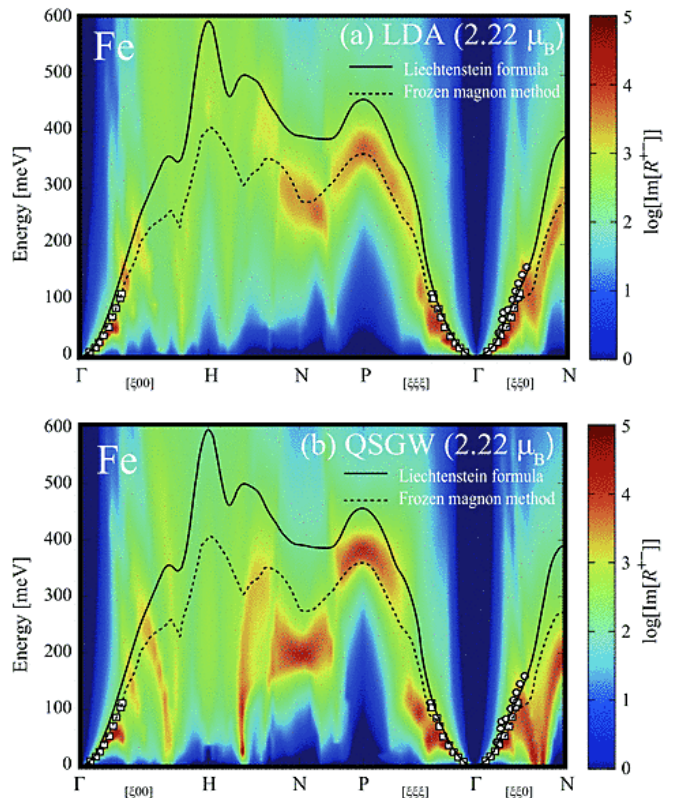 600
500
400
300
200
100
0
Energy [meV]
Fe
(a) LDA (2.22 μB)
Liechtenstein formula
Frozen magnon method
Γ H N P Γ N
[ξ00] [ξξξ] [ξξ0]
5
4
3
2
1
0
log[Im[R⁺⁻]]
600
500
400
300
200
100
0
Energy [meV]
Fe
(b) QSGW (2.22 μB)
Liechtenstein formula
Frozen magnon method
Γ H N P Γ N
[ξ00] [ξξξ] [ξξ0]
5
4
3
2
1
0
log[Im[R⁺⁻]]